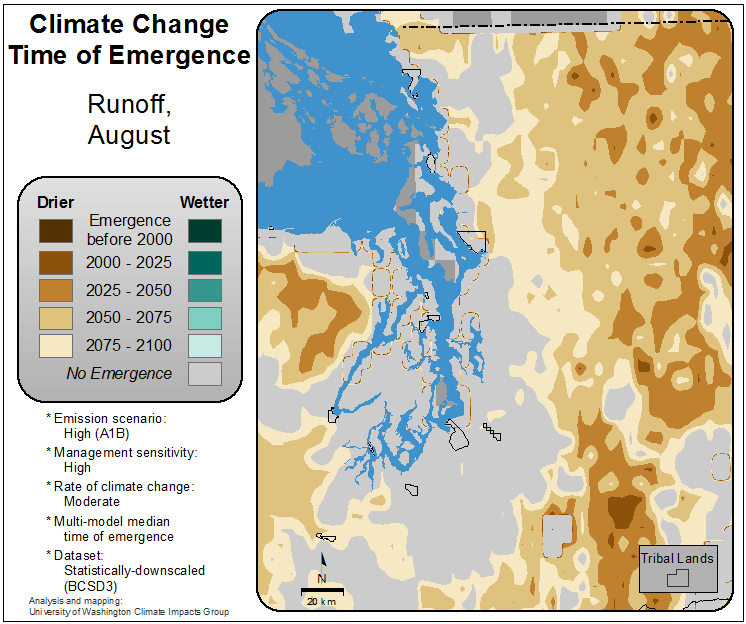 Climate Change
Time of Emergence
Runoff,
August
Drier
Wetter
Emergence
before 2000
2000 - 2025
2025 - 2050
2050 - 2075
2075 - 2100
No Emergence
* Emission scenario:
High (A1B)
* Management sensitivity:
High
* Rate of climate change:
Moderate
* Multi-model median
time of emergence
* Dataset:
Statistically-downscaled
(BCSD3)
Analysis and mapping:
University of Washington Climate Impacts Group
N
20 km
Tribal Lands